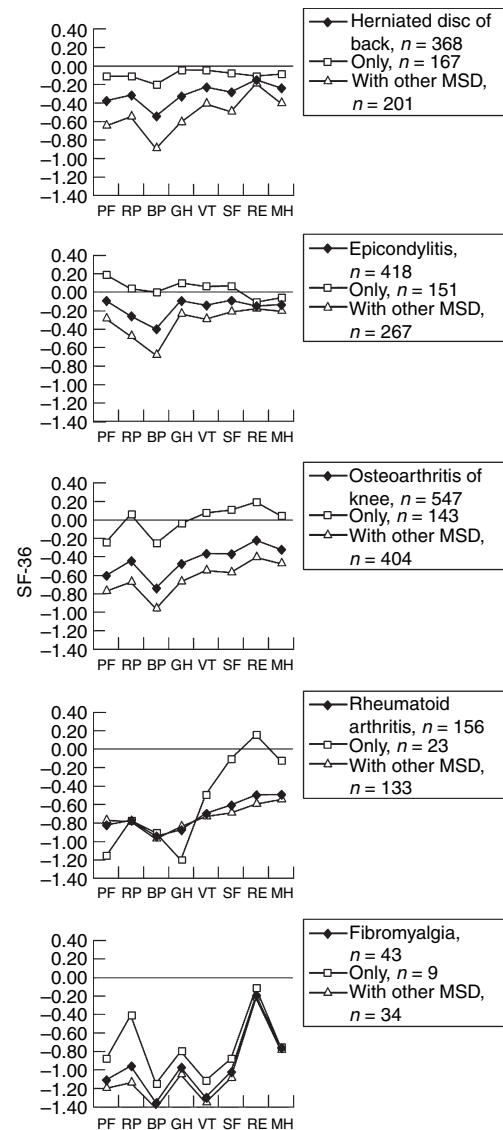 0.40
0.20
0.00
−0.20
−0.40
−0.60
−0.80
−1.00
−1.20
−1.40
PF RP BP GH VT SF RE MH
Herniated disc of
back, n = 368
Only, n = 167
With other MSD,
n = 201
0.40
0.20
0.00
−0.20
−0.40
−0.60
−0.80
−1.00
−1.20
−1.40
PF RP BP GH VT SF RE MH
Epicondylitis,
n = 418
Only, n = 151
With other MSD,
n = 267
SF-36
0.40
0.20
0.00
−0.20
−0.40
−0.60
−0.80
−1.00
−1.20
−1.40
PF RP BP GH VT SF RE MH
Osteoarthritis of
knee, n = 547
Only, n = 143
With other MSD,
n = 404
0.40
0.20
0.00
−0.20
−0.40
−0.60
−0.80
−1.00
−1.20
−1.40
PF RP BP GH VT SF RE MH
Rheumatoid
arthritis, n = 156
Only, n = 23
With other MSD,
n = 133
0.40
0.20
0.00
−0.20
−0.40
−0.60
−0.80
−1.00
−1.20
−1.40
PF RP BP GH VT SF RE MH
Fibromyalgia,
n = 43
Only, n = 9
With other MSD,
n = 34